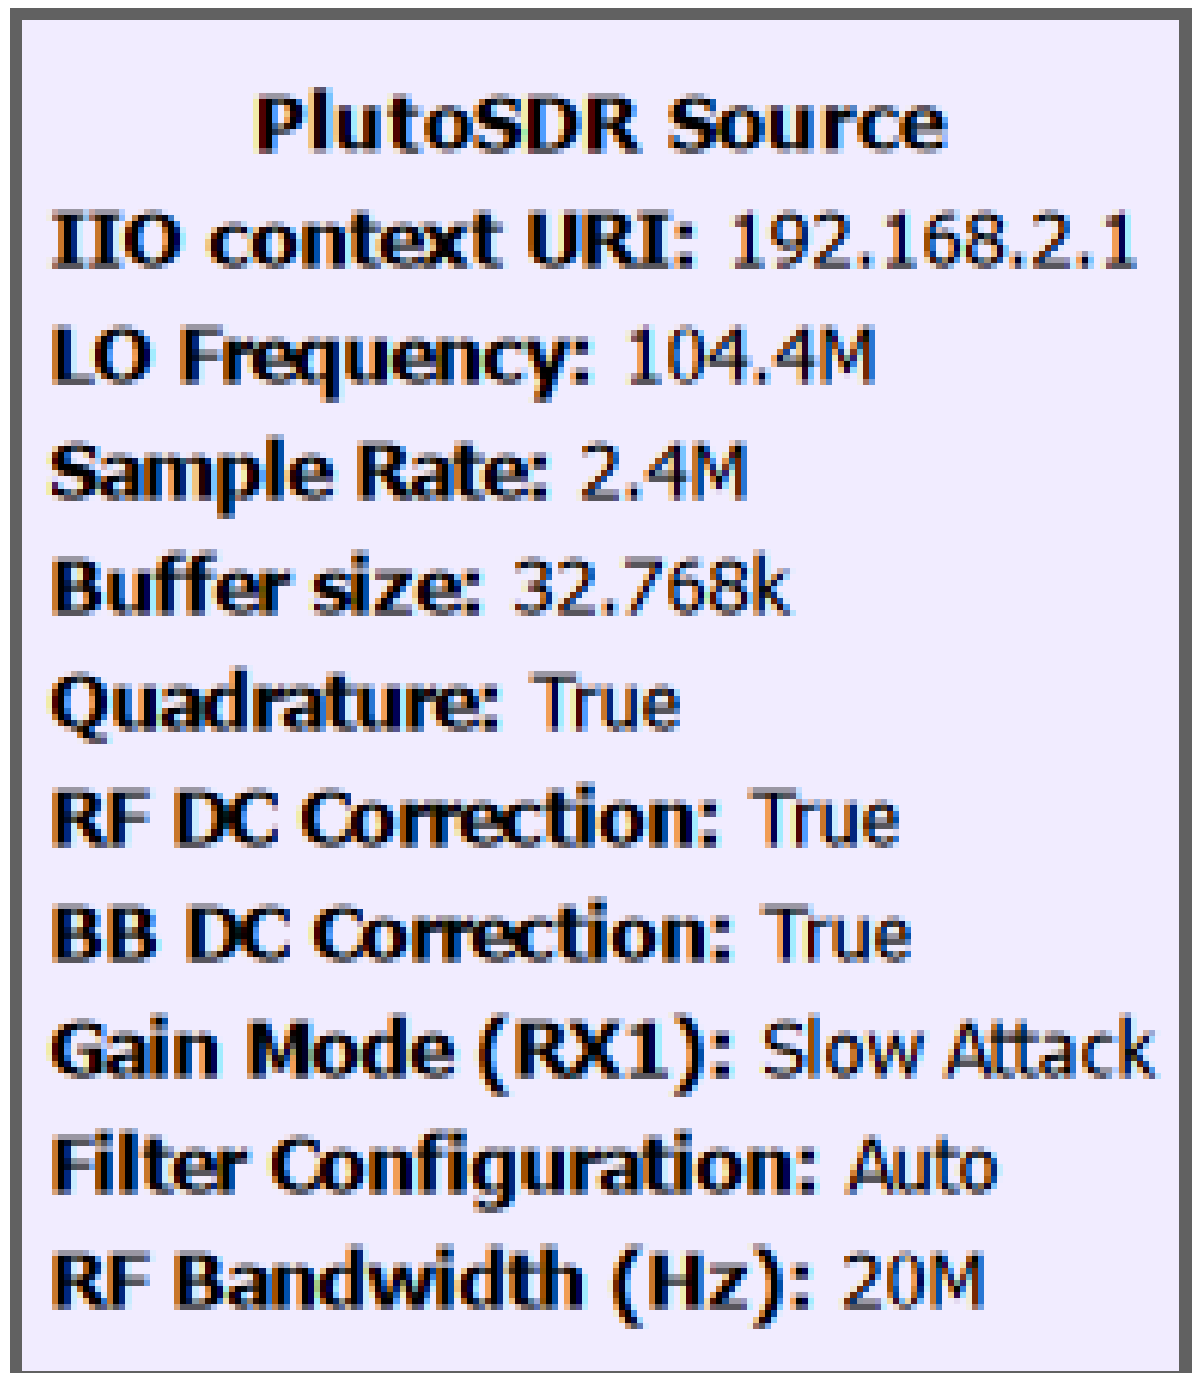 PlutoSDR Source
IIO context URI: 192.168.2.1
LO Frequency: 104.4M
Sample Rate: 2.4M
Buffer size: 32.768k
Quadrature: True
RF DC Correction: True
BB DC Correction: True
Gain Mode (RX1): Slow Attack
Filter Configuration: Auto
RF Bandwidth (Hz): 20M